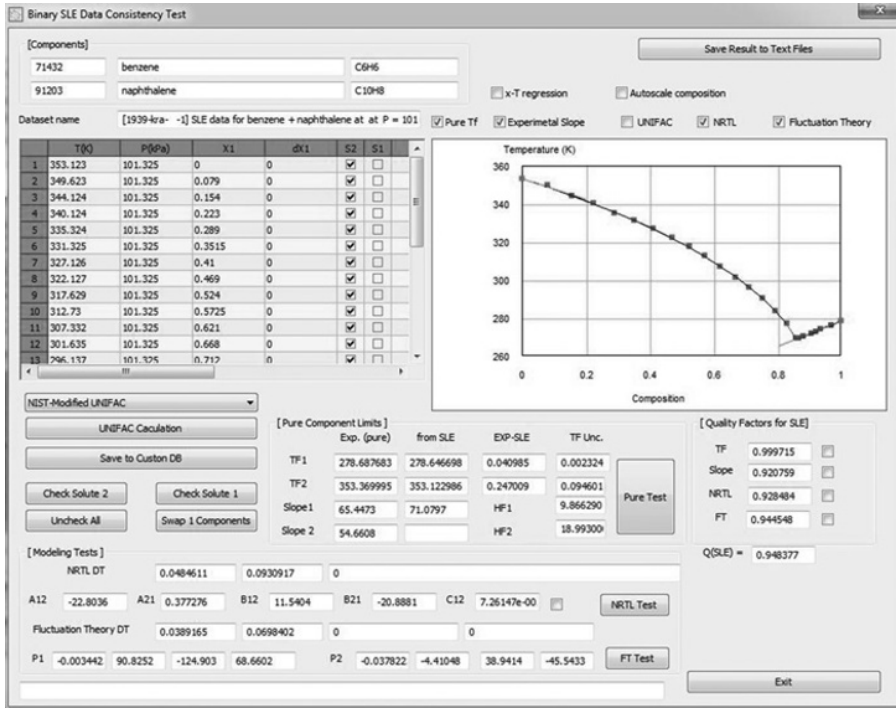 Binary SLE Data Consistency Test
[Components]
71432 benzene C6H6
91203 naphthalene C10H8
Save Result to Text Files
x-T regression Autoscale composition
Dataset name [1939-kra- -1] SLE data for benzene + naphthalene at at P = 101
Pure Tf Experimetal Slope UNIFAC NRTL Fluctuation Theory
T(K) P(kPa) X1 dX1 S2 S1
1 353.123 101.325 0 0
2 349.623 101.325 0.079 0
3 344.124 101.325 0.154 0
4 340.124 101.325 0.223 0
5 335.324 101.325 0.289 0
6 331.325 101.325 0.3515 0
7 327.126 101.325 0.41 0
8 322.127 101.325 0.469 0
9 317.629 101.325 0.524 0
10 312.73 101.325 0.5725 0
11 307.332 101.325 0.621 0
12 301.635 101.325 0.668 0
13 296.137 101.325 0.712 0
Temperature (K)
360
340
320
300
280
260
0 0.2 0.4 0.6 0.8 1
Composition
NIST-Modified UNIFAC
UNIFAC Caculation
Save to Custon DB
Check Solute 2 Check Solute 1
Uncheck All Swap 1 Components
[Pure Component Limits ]
Exp. (pure) from SLE EXP-SLE TF Unc.
TF1 278.687683 278.646698 0.040985 0.002324
TF2 353.369995 353.122986 0.247009 0.094601
Slope1 65.4473 71.0797 HF1 9.866290
Slope 2 54.6608 HF2 18.99300
Pure Test
[Quality Factors for SLE]
TF 0.999715
Slope 0.920759
NRTL 0.928484
FT 0.944548
Q(SLE) = 0.948377
[Modeling Tests ]
NRTL DT 0.0484611 0.0930917 0
A12 -22.8036 A21 0.377276 B12 11.5404 B21 -20.8881 C12 7.26147e-00 NRTL Test
Fluctuation Theory DT 0.0389165 0.0698402 0 0
P1 -0.003442 90.8252 -124.903 68.6602 P2 -0.037822 -4.41048 38.9414 -45.5433 FT Test
Exit